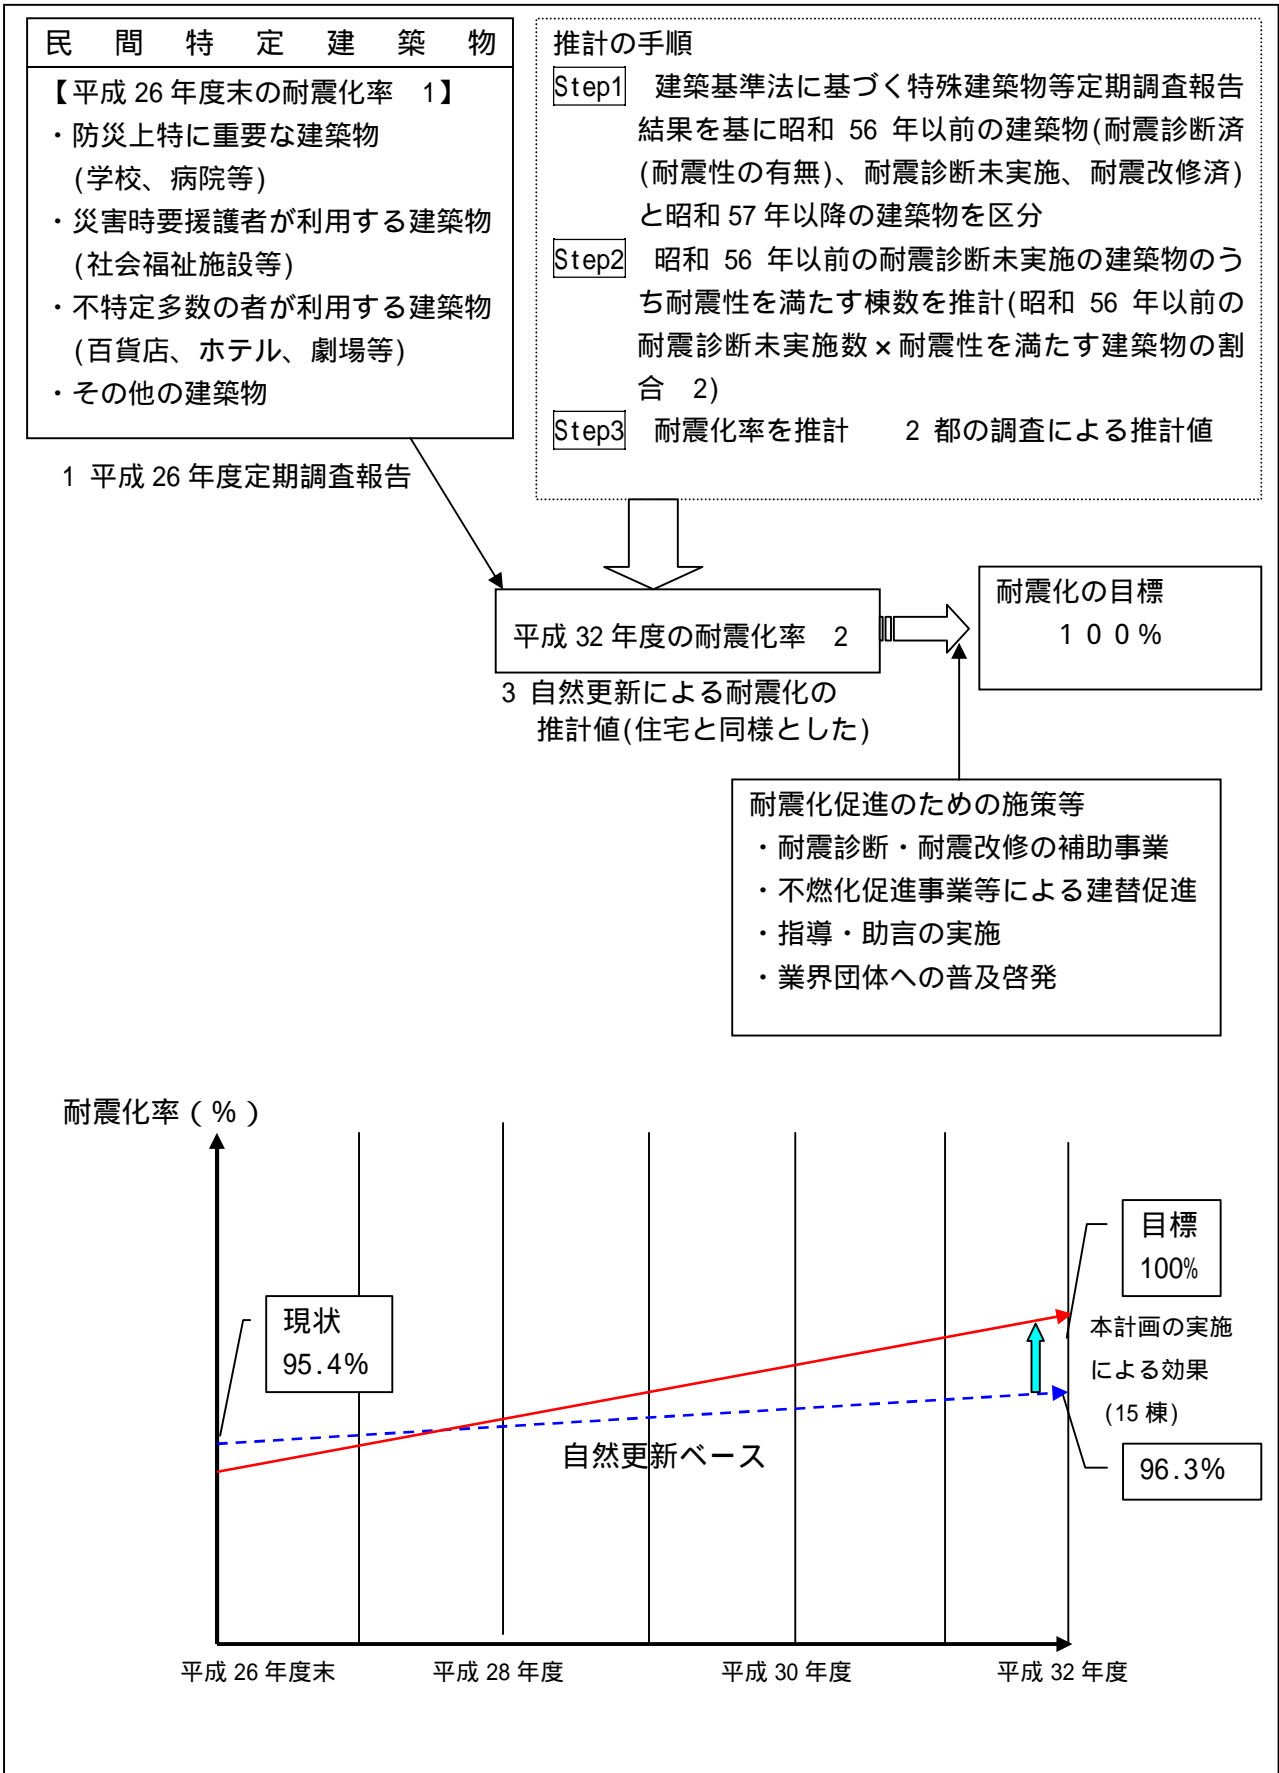 民間特定建築物
【平成 26 年度末の耐震化率　1】
・防災上特に重要な建築物
(学校、病院等)
・災害時要援護者が利用する建築物
(社会福祉施設等)
・不特定多数の者が利用する建築物
(百貨店、ホテル、劇場等)
・その他の建築物
1 平成 26 年度定期調査報告
推計の手順
Step1　建築基準法に基づく特殊建築物等定期調査報告
結果を基に昭和 56 年以前の建築物(耐震診断済
(耐震性の有無)、耐震診断未実施、耐震改修済)
と昭和 57 年以降の建築物を区分
Step2　昭和 56 年以前の耐震診断未実施の建築物のう
ち耐震性を満たす棟数を推計(昭和 56 年以前の
耐震診断未実施数×耐震性を満たす建築物の割
合　2)
Step3　耐震化率を推計　　2 都の調査による推計値
平成 32 年度の耐震化率　2
3 自然更新による耐震化の
推計値(住宅と同様とした)
耐震化の目標
１００％
耐震化促進のための施策等
・耐震診断・耐震改修の補助事業
・不燃化促進事業等による建替促進
・指導・助言の実施
・業界団体への普及啓発
耐震化率（％）
現状
95.4%
目標
100%
本計画の実施
による効果
(15 棟)
自然更新ベース
96.3%
平成 26 年度末
平成 28 年度
平成 30 年度
平成 32 年度